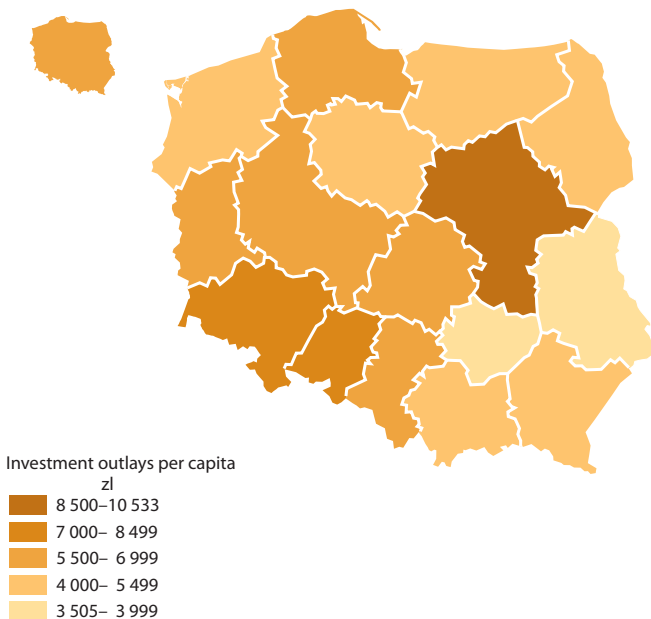 Investment outlays per capita
zl
8 500–10 533
7 000– 8 499
5 500– 6 999
4 000– 5 499
3 505– 3 999